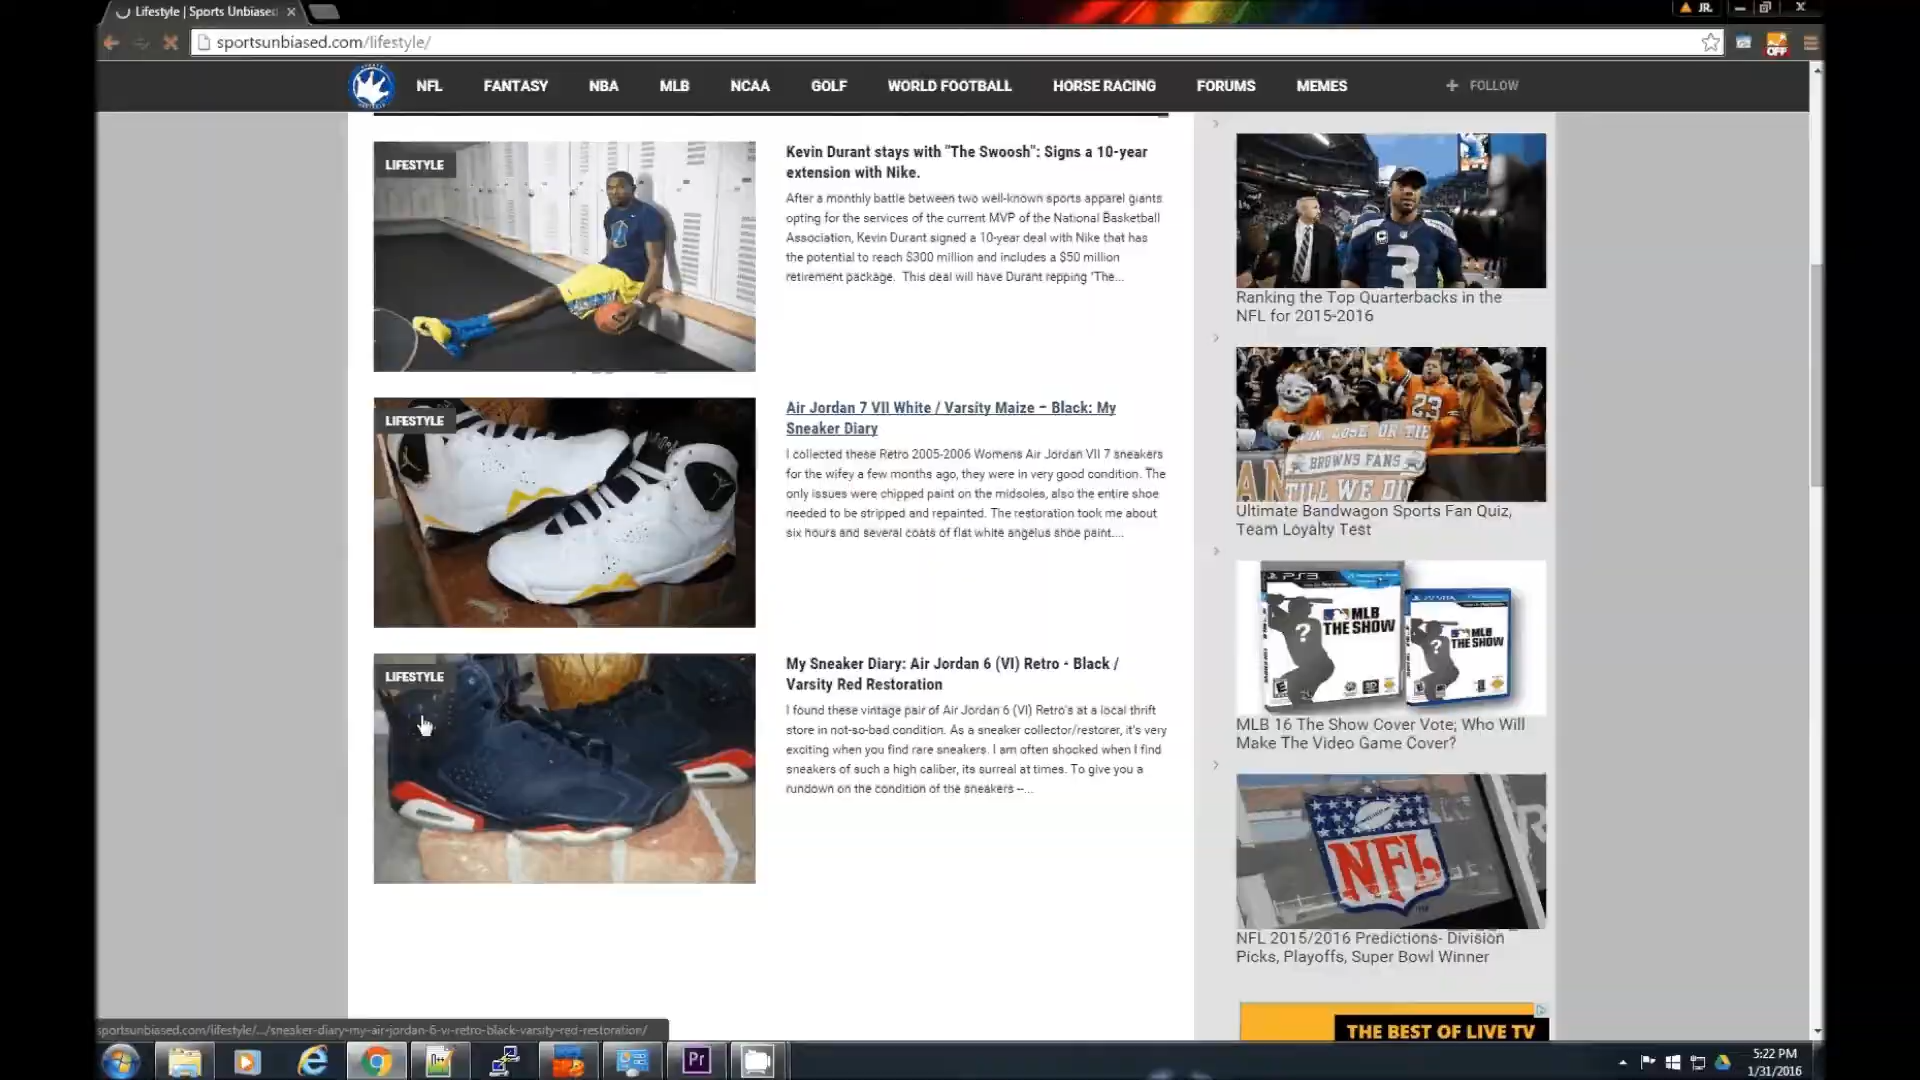 Lifestyle | Sports Unbiased
JR.
sportsunbiased.com/lifestyle/
OFF
NFL FANTASY NBA MLB NCAA GOLF WORLD FOOTBALL HORSE RACING FORUMS MEMES + FOLLOW
LIFESTYLE
Kevin Durant stays with "The Swoosh": Signs a 10-year
extension with Nike.
After a monthly battle between two well-known sports apparel giants
opting for the services of the current MVP of the National Basketball
Association, Kevin Durant signed a 10-year deal with Nike that has
the potential to reach $300 million and includes a $50 million
retirement package. This deal will have Durant repping 'The...
LIFESTYLE
Air Jordan 7 VII White / Varsity Maize – Black: My
Sneaker Diary
I collected these Retro 2005-2006 Womens Air Jordan VII 7 sneakers
for the wifey a few months ago, they were in very good condition. The
only issues were chipped paint on the midsoles, also the entire shoe
needed to be stripped and repainted. The restoration took me about
six hours and several coats of flat white angelus shoe paint....
LIFESTYLE
My Sneaker Diary: Air Jordan 6 (VI) Retro - Black /
Varsity Red Restoration
I found these vintage pair of Air Jordan 6 (VI) Retro's at a local thrift
store in not-so-bad condition. As a sneaker collector/restorer, it's very
exciting when you find rare sneakers. I am often shocked when I find
sneakers of such a high caliber, its surreal at times. To give you a
rundown on the condition of the sneakers –...
3
Ranking the Top Quarterbacks in the
NFL for 2015-2016
23
WIN, LOSE OR TIE
BROWNS FANS
TILL WE DIE
Ultimate Bandwagon Sports Fan Quiz,
Team Loyalty Test
PS3
?
MLB
THE SHOW
?
MLB
THE SHOW
MLB 16 The Show Cover Vote; Who Will
Make The Video Game Cover?
NFL
NFL 2015/2016 Predictions- Division
Picks, Playoffs, Super Bowl Winner
THE BEST OF LIVE TV
sportsunbiased.com/lifestyle/.../sneaker-diary-my-air-jordan-6-vi-retro-black-varsity-red-restoration/
Pr
5:22 PM
1/31/2016